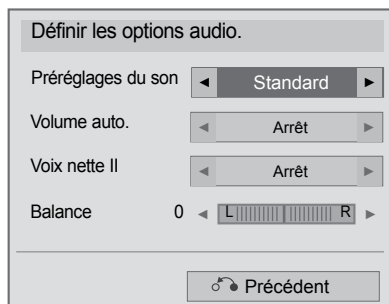 Définir les options audio.
Préréglages du son ◄ Standard ►
Volume auto. ◄ Arrêt ►
Voix nette II ◄ Arrêt ►
Balance 0 ◄ L R ►
Précédent